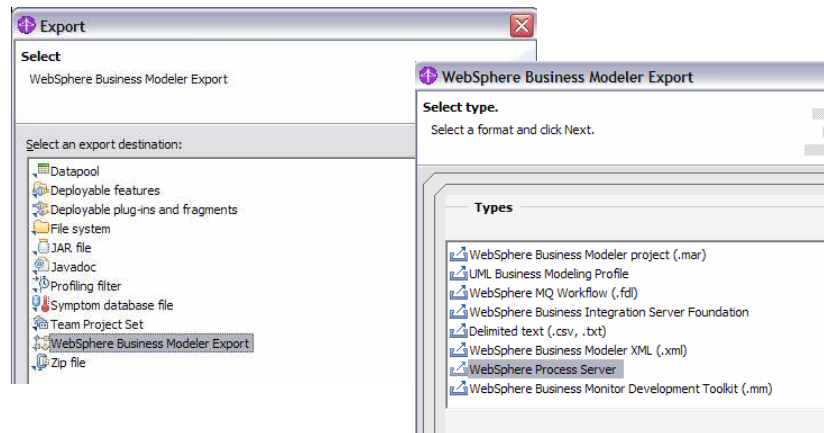 Export
Select
WebSphere Business Modeler Export
Select an export destination:
Datapool
Deployable features
Deployable plug-ins and fragments
File system
JAR file
Javadoc
Profiling filter
Symptom database file
Team Project Set
WebSphere Business Modeler Export
Zip file
WebSphere Business Modeler Export
Select type.
Select a format and click Next.
Types
WebSphere Business Modeler project (.mar)
UML Business Modeling Profile
WebSphere MQ Workflow (.fdl)
WebSphere Business Integration Server Foundation
Delimited text (.csv, .txt)
WebSphere Business Modeler XML (.xml)
WebSphere Process Server
WebSphere Business Monitor Development Toolkit (.mm)